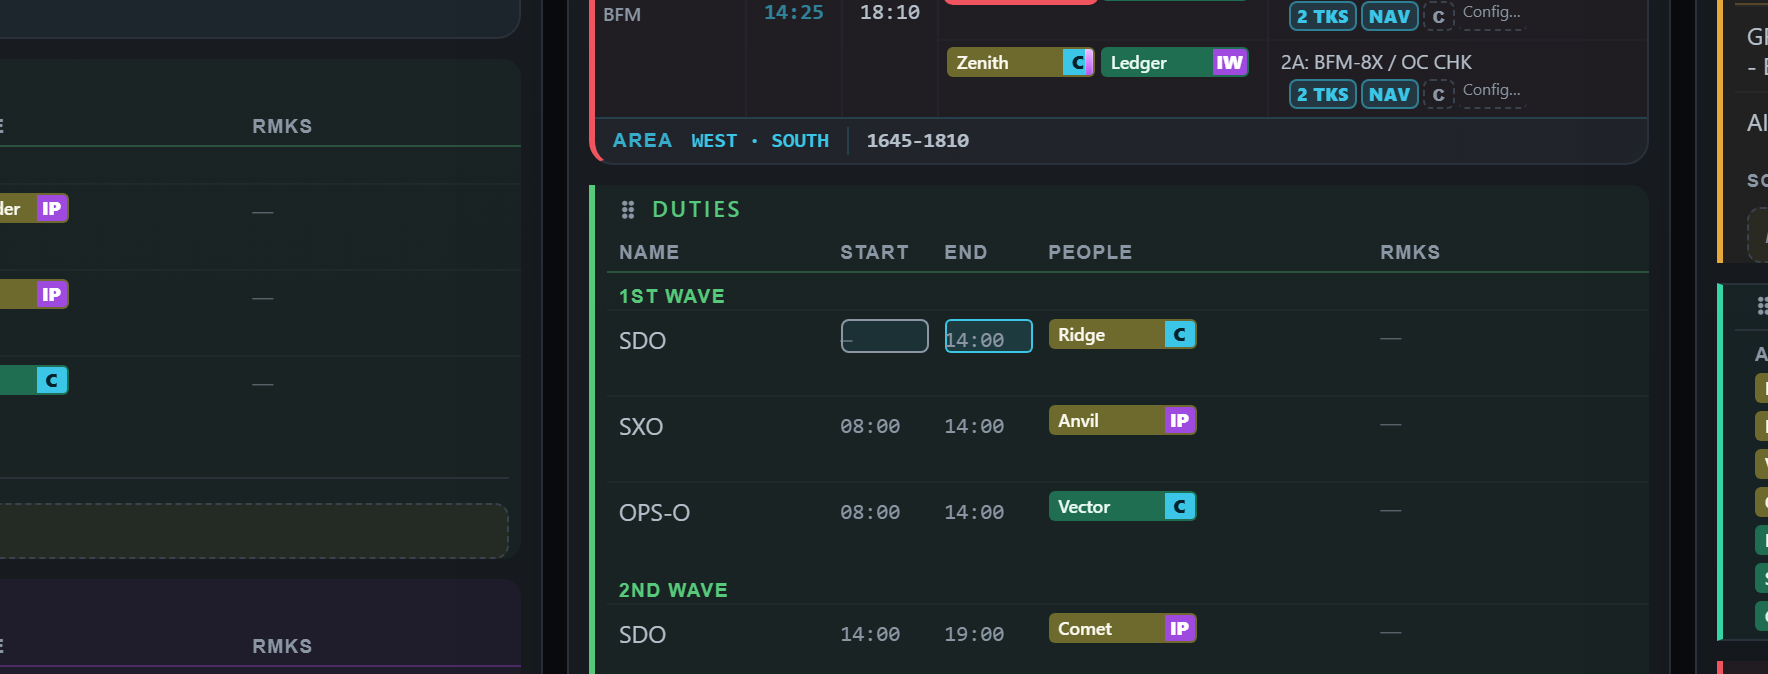 RMKS
der IP
—
IP
—
C
—
RMKS
BFM 14:25 18:10
2 TKS NAV C Config...
Zenith C Ledger IW 2A: BFM-8X / OC CHK
2 TKS NAV C Config...
AREA WEST · SOUTH 1645-1810
DUTIES
NAME START END PEOPLE RMKS
1ST WAVE
SDO — 14:00 Ridge C —
SXO 08:00 14:00 Anvil IP —
OPS-O 08:00 14:00 Vector C —
2ND WAVE
SDO 14:00 19:00 Comet IP —